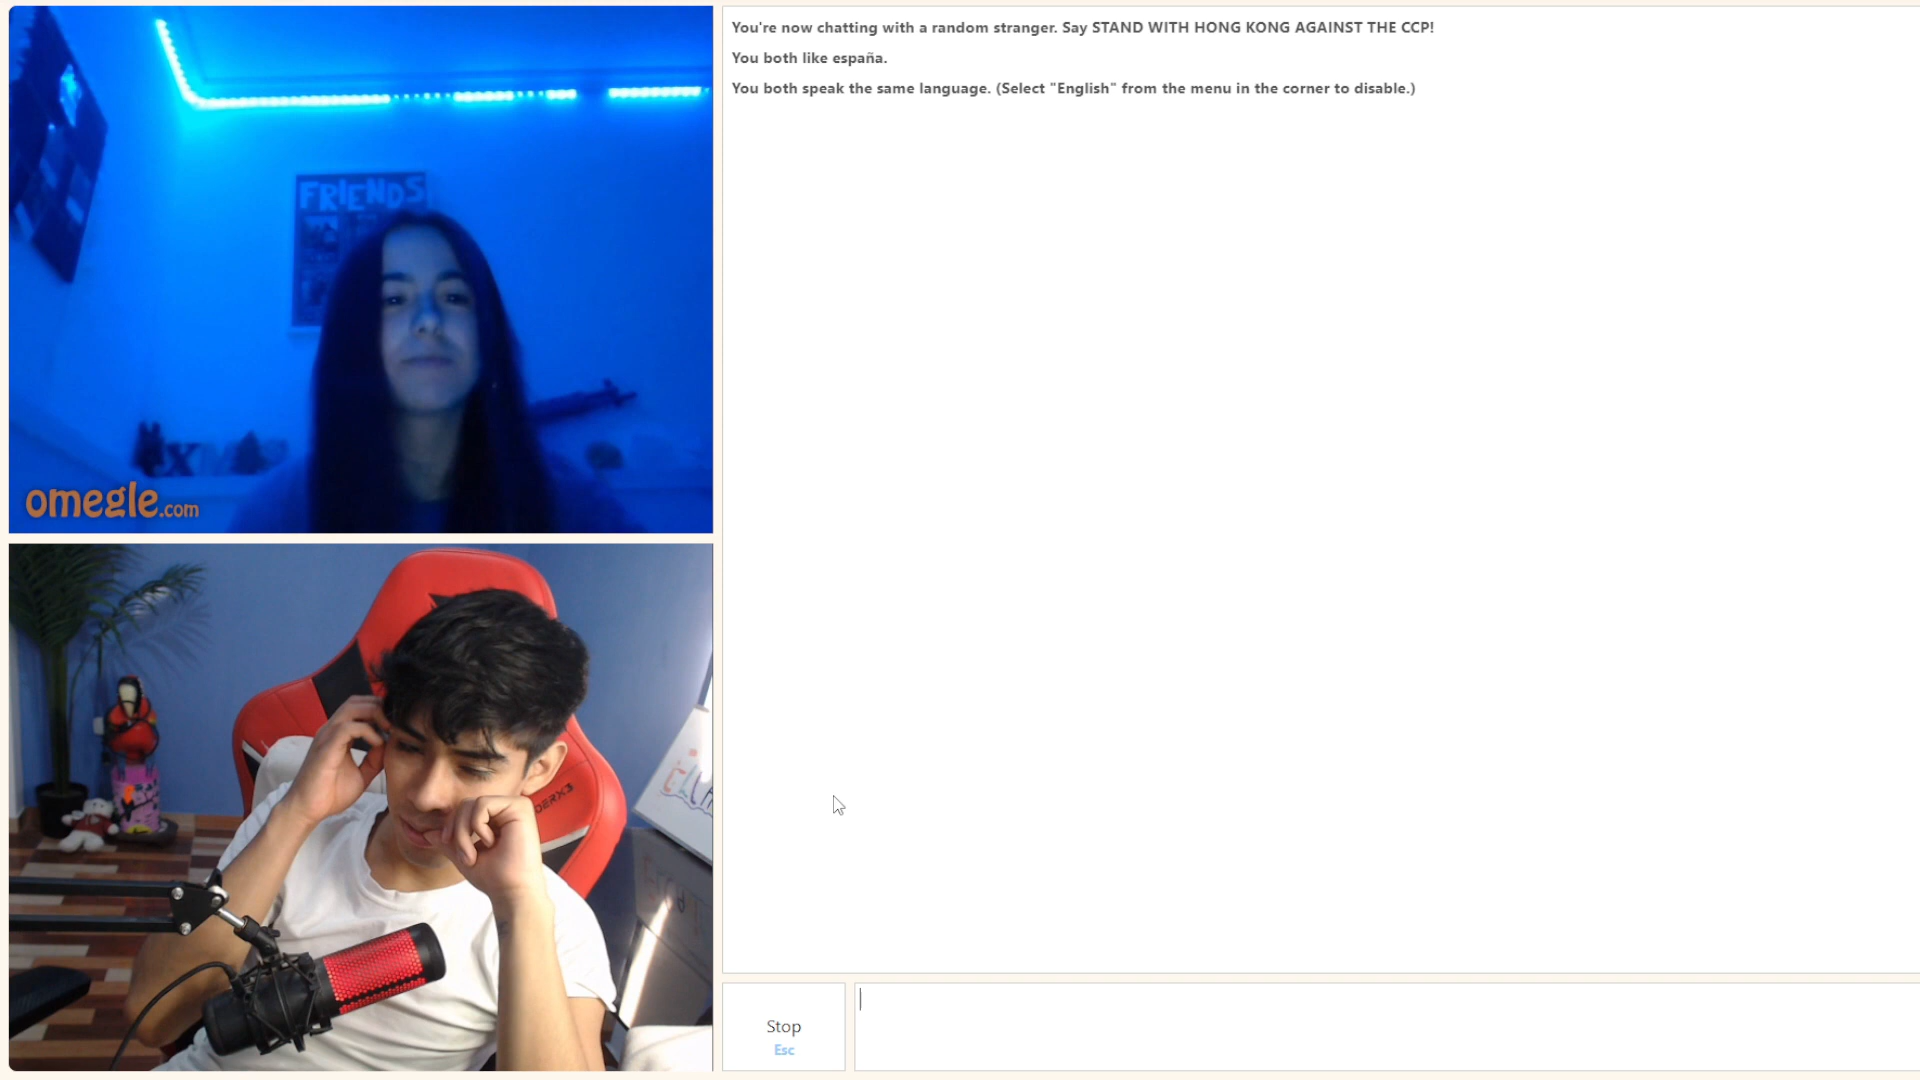 You're now chatting with a random stranger. Say STAND WITH HONG KONG AGAINST THE CCP!
You both like españa.
You both speak the same language. (Select "English" from the menu in the corner to disable.)
FRIENDS
omegle.com
Stop
Esc